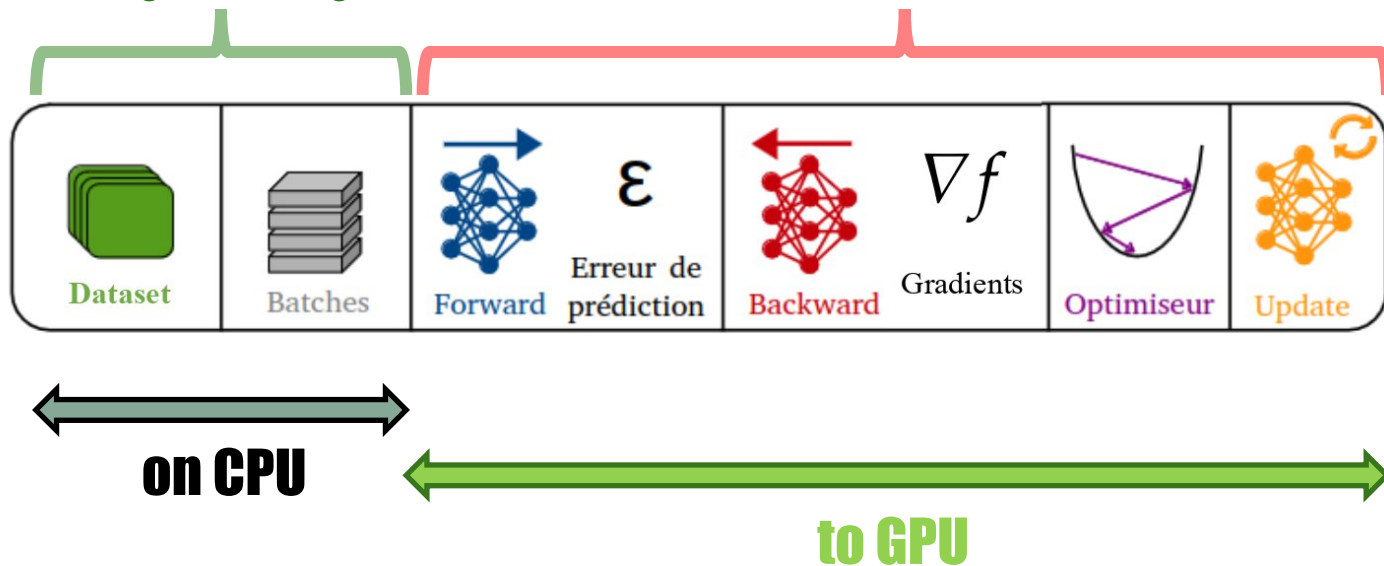 Dataset
Batches
Forward
ε
Erreur de
prédiction
Backward
∇f
Gradients
Optimiseur
Update
on CPU
to GPU